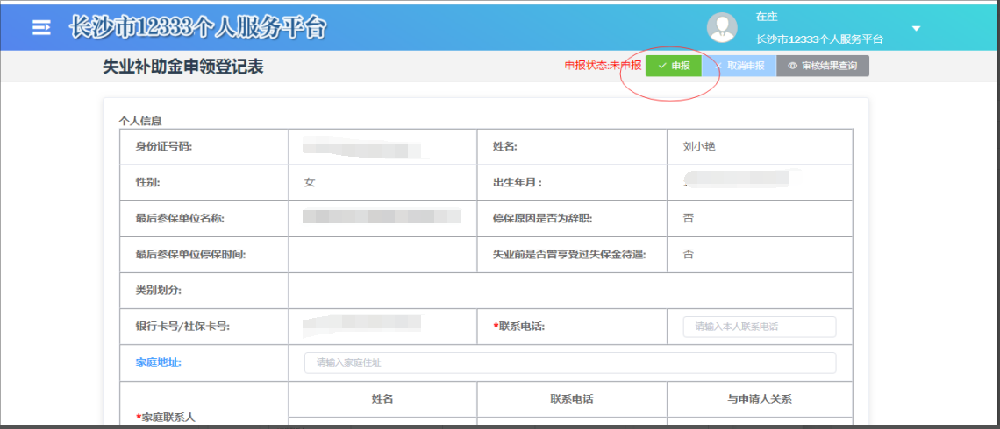 长沙市12333个人服务平台
在座
长沙市12333个人服务平台
失业补助金申领登记表
申报状态:未申报 申报 取消申报 审核结果查询
个人信息
身份证号码: 姓名: 刘小艳
性别: 女 出生年月:
最后参保单位名称: 停保原因是否为辞职: 否
最后参保单位停保时间: 失业前是否曾享受过失保金待遇: 否
类别划分:
银行卡号/社保卡号: *联系电话: 请输入本人联系电话
家庭地址: 请输入家庭住址
姓名 联系电话 与申请人关系
*家庭联系人